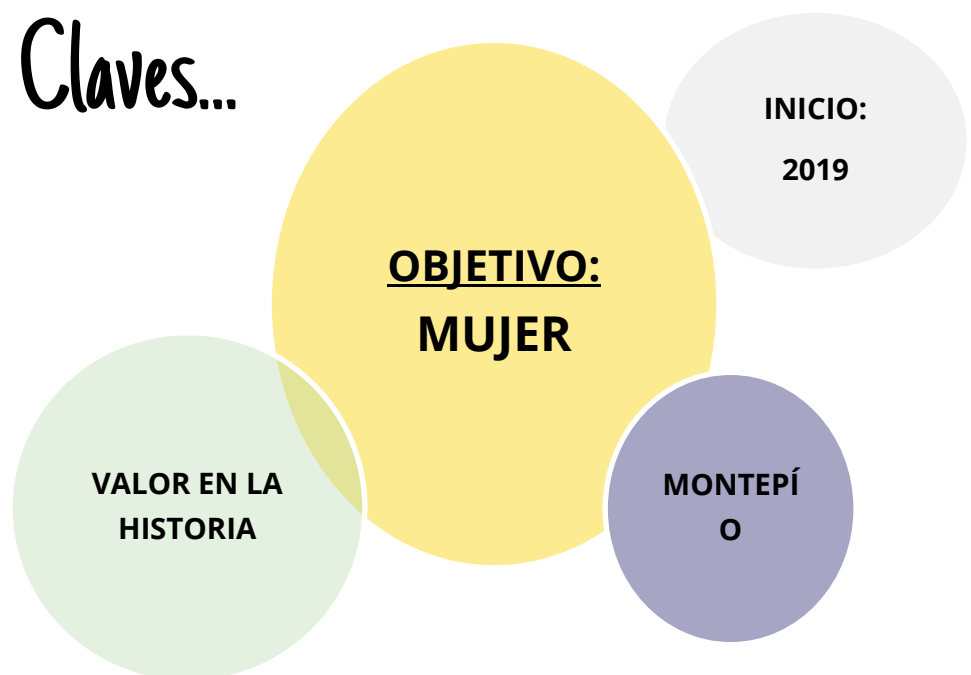 Claves...
INICIO:
2019
OBJETIVO:
MUJER
VALOR EN LA
HISTORIA
MONTEPÍ
O